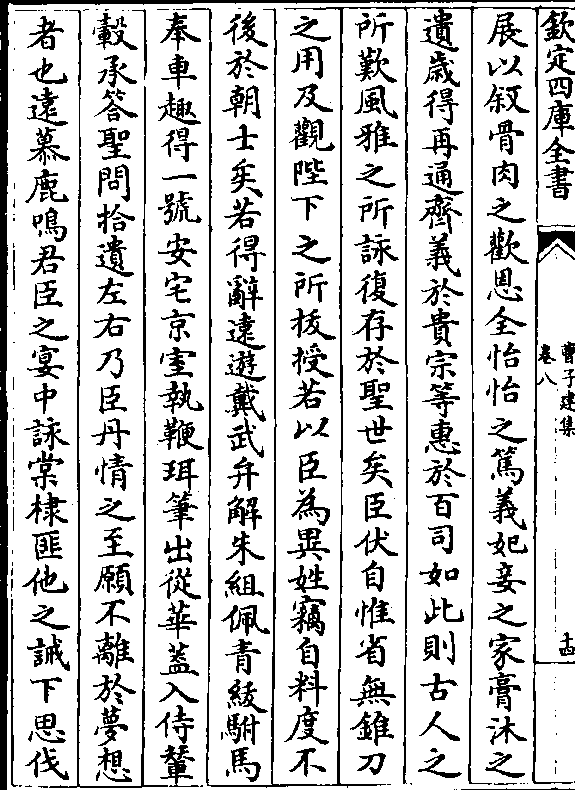 欽定四庫全書
曹子建集
卷八
十四
展以叙骨肉之歡恩全怡怡之篤義妃妾之家膏沐之
遺歳得再通齊義於貴宗等惠於百司如此則古人之
所歎風雅之所詠復存於聖世矣臣伏自惟省無錐刀
之用及觀陛下之所拔授若以臣為異姓竊自料度不
後於朝士矣若得辭遠遊戴武弁解朱組佩青紱駙馬
奉車趣得一號安宅京室執鞭珥筆出從華葢入侍輦
轂承答聖問拾遺左右乃臣丹情之至願不離於夢想
者也遠慕鹿鳴君臣之宴中詠棠棣匪他之誡下思伐